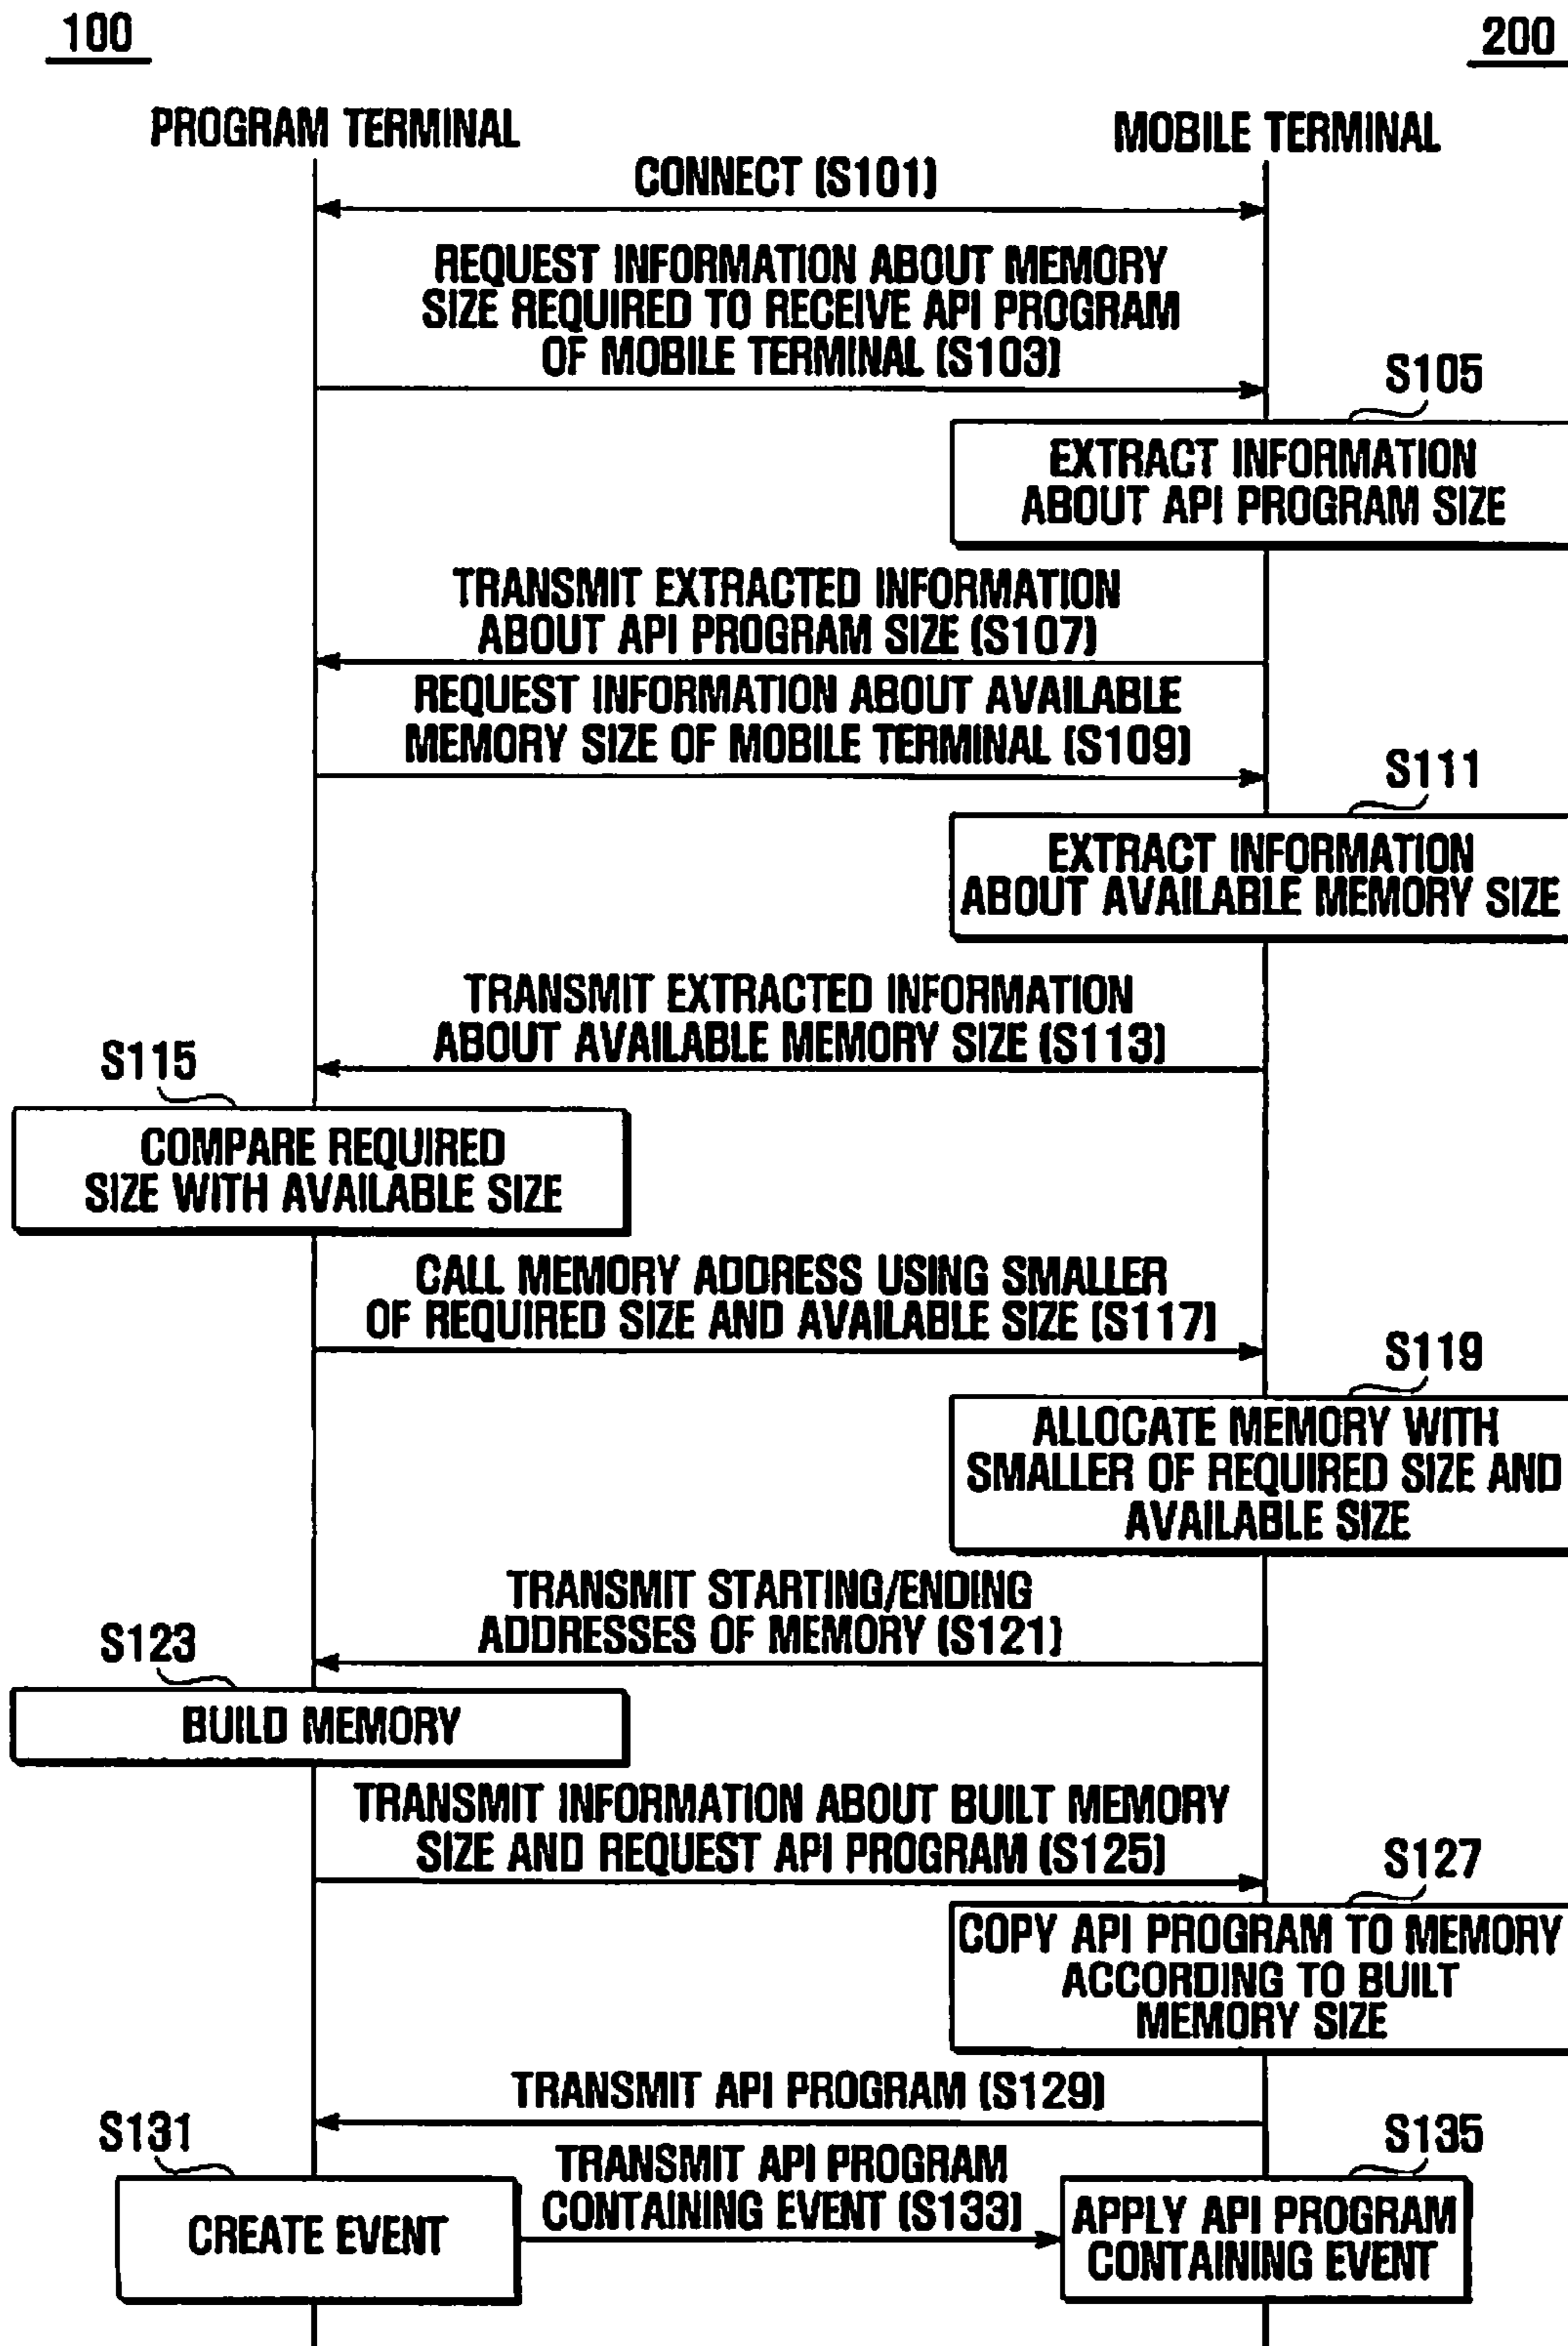 100
200
PROGRAM TERMINAL
MOBILE TERMINAL
CONNECT (S101)
REQUEST INFORMATION ABOUT MEMORY
SIZE REQUIRED TO RECEIVE API PROGRAM
OF MOBILE TERMINAL (S103)
S105
EXTRACT INFORMATION
ABOUT API PROGRAM SIZE
TRANSMIT EXTRACTED INFORMATION
ABOUT API PROGRAM SIZE (S107)
REQUEST INFORMATION ABOUT AVAILABLE
MEMORY SIZE OF MOBILE TERMINAL (S109)
S111
EXTRACT INFORMATION
ABOUT AVAILABLE MEMORY SIZE
TRANSMIT EXTRACTED INFORMATION
ABOUT AVAILABLE MEMORY SIZE (S113)
S115
COMPARE REQUIRED
SIZE WITH AVAILABLE SIZE
CALL MEMORY ADDRESS USING SMALLER
OF REQUIRED SIZE AND AVAILABLE SIZE (S117)
S119
ALLOCATE MEMORY WITH
SMALLER OF REQUIRED SIZE AND
AVAILABLE SIZE
TRANSMIT STARTING/ENDING
ADDRESSES OF MEMORY (S121)
S123
BUILD MEMORY
TRANSMIT INFORMATION ABOUT BUILT MEMORY
SIZE AND REQUEST API PROGRAM (S125)
S127
COPY API PROGRAM TO MEMORY
ACCORDING TO BUILT
MEMORY SIZE
TRANSMIT API PROGRAM (S129)
S131
CREATE EVENT
TRANSMIT API PROGRAM
CONTAINING EVENT (S133)
S135
APPLY API PROGRAM
CONTAINING EVENT